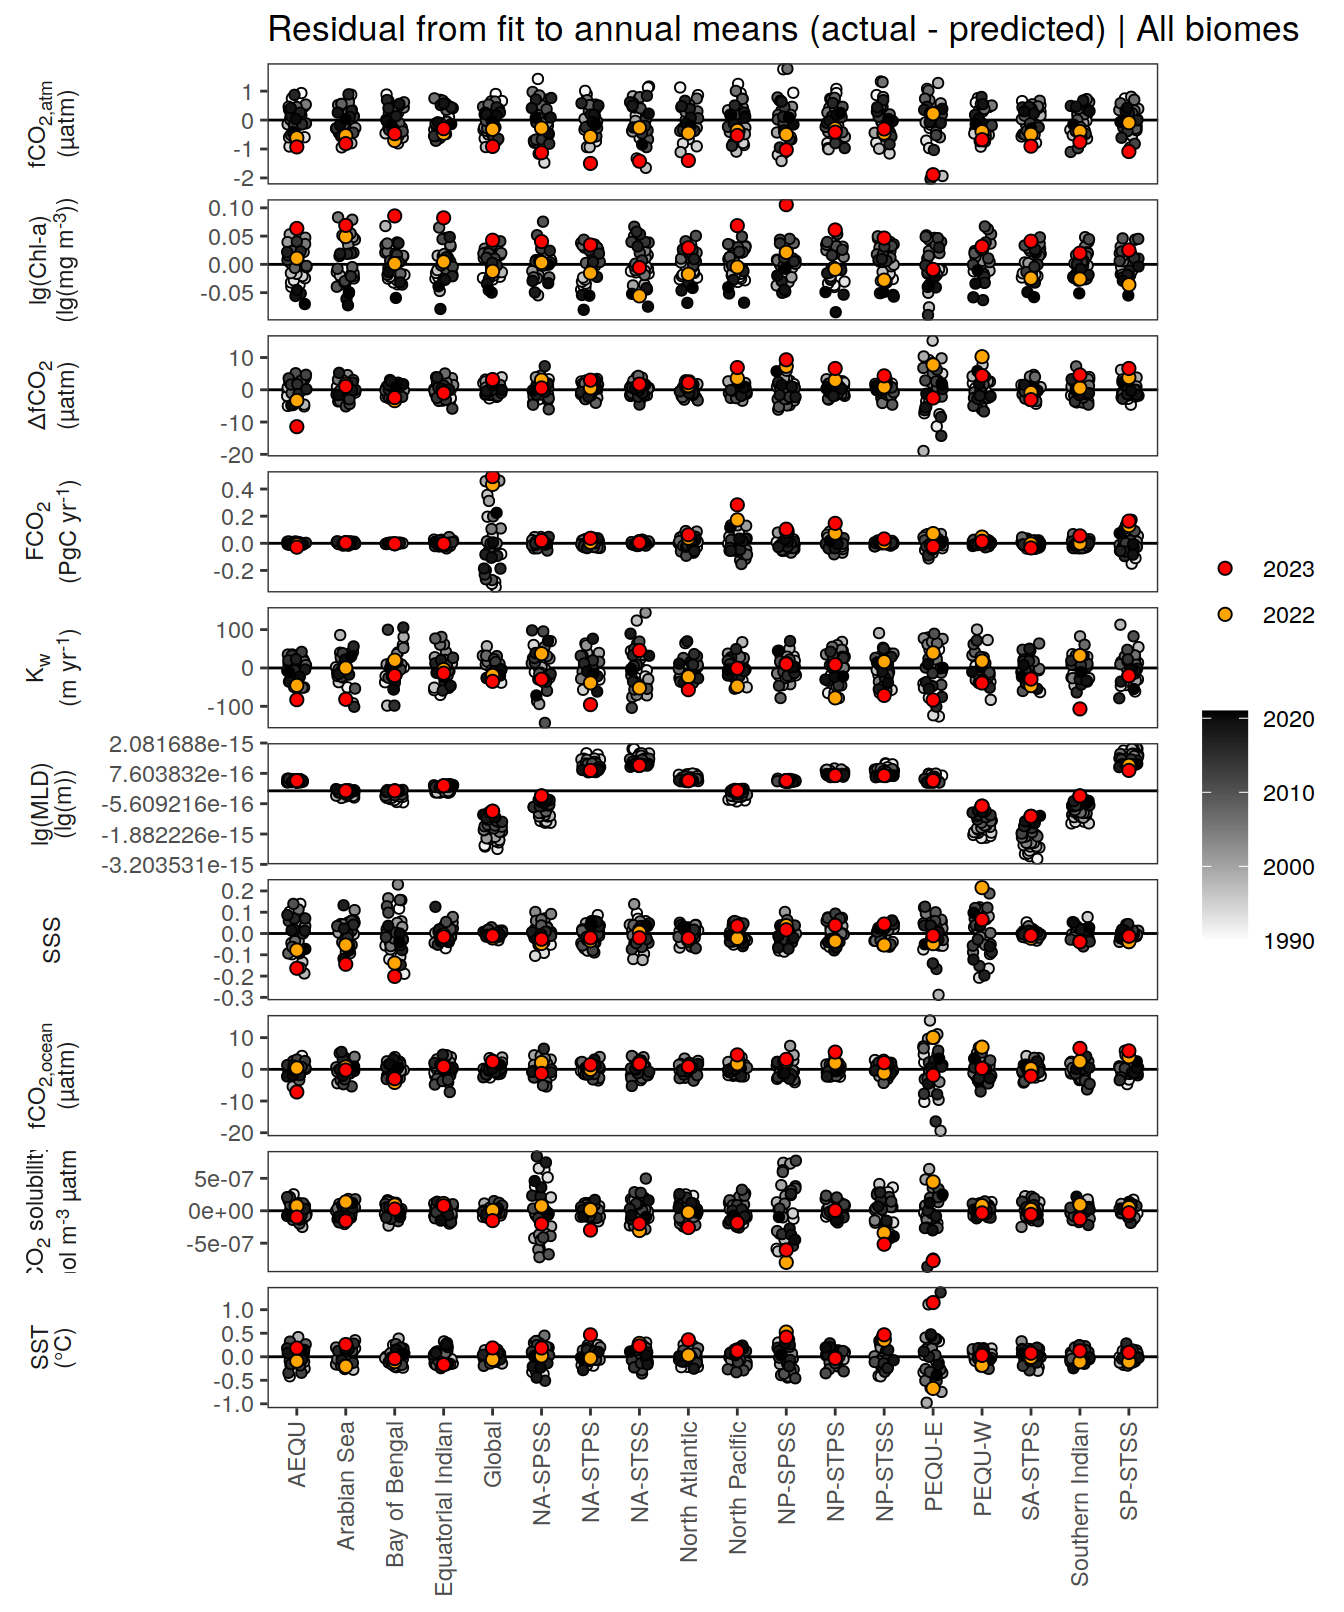 Residual from fit to annual means (actual - predicted) | All biomes
fCO2,atm
(µatm)
1
0
-1
-2
lg(Chl-a)
(lg(mg m-3))
0.10
0.05
0.00
-0.05
ΔfCO2
(µatm)
10
0
-10
-20
FCO2
(PgC yr-1)
0.4
0.2
0.0
-0.2
Kw
(m yr-1)
100
0
-100
lg(MLD)
(lg(m))
2.081688e-15
7.603832e-16
-5.609216e-16
-1.882226e-15
-3.203531e-15
SSS
0.2
0.1
0.0
-0.1
-0.2
-0.3
fCO2,ocean
(µatm)
10
0
-10
-20
CO2 solubility
ol m-3 µatm
5e-07
0e+00
-5e-07
SST
(°C)
1.0
0.5
0.0
-0.5
-1.0
AEQU
Arabian Sea
Bay of Bengal
Equatorial Indian
Global
NA-SPSS
NA-STPS
NA-STSS
North Atlantic
North Pacific
NP-SPSS
NP-STPS
NP-STSS
PEQU-E
PEQU-W
SA-STPS
Southern Indian
SP-STSS
2023
2022
2020
2010
2000
1990